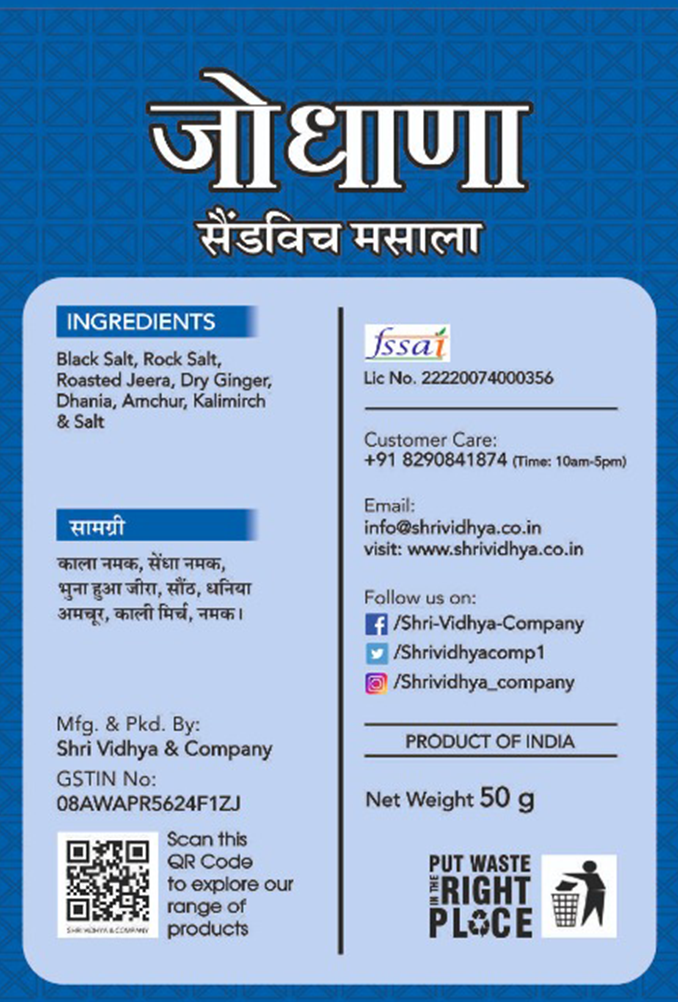 जोधाणा
सैंडविच मसाला
INGREDIENTS
Black Salt, Rock Salt,
Roasted Jeera, Dry Ginger,
Dhania, Amchur, Kalimirch
& Salt
सामग्री
काला नमक, सेंधा नमक,
भुना हुआ जीरा, सौंठ, धनिया
अमचूर, काली मिर्च, नमक।
Mfg. & Pkd. By:
Shri Vidhya & Company
GSTIN No:
08AWAPR5624F1ZJ
SHRI VIDHYA & COMPANY
Scan this
QR Code
to explore our
range of
products
fssai
Lic No. 22220074000356
Customer Care:
+91 8290841874 (Time: 10am-5pm)
Email:
info@shrividhya.co.in
visit: www.shrividhya.co.in
Follow us on:
/Shri-Vidhya-Company
/Shrividhyacomp1
/Shrividhya_company
PRODUCT OF INDIA
Net Weight 50 g
PUT WASTE
IN THE RIGHT
PLACE